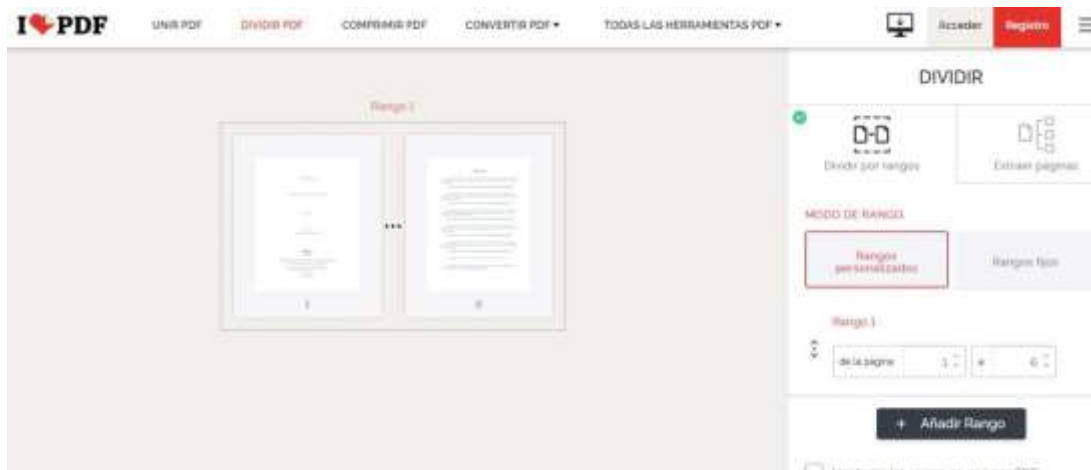 I PDF
UNIR PDF
DIVIDIR PDF
COMPRIMIR PDF
CONVERTIR PDF
TODAS LAS HERRAMIENTAS PDF
Acceder
Registro
DIVIDIR
Rango 1
Dividir por rangos
Extraer páginas
MODO DE RANGO:
Rangos
personalizados
Rangos fijos
Rango 1
de la página 1 a 6
1
6
+ Añadir Rango